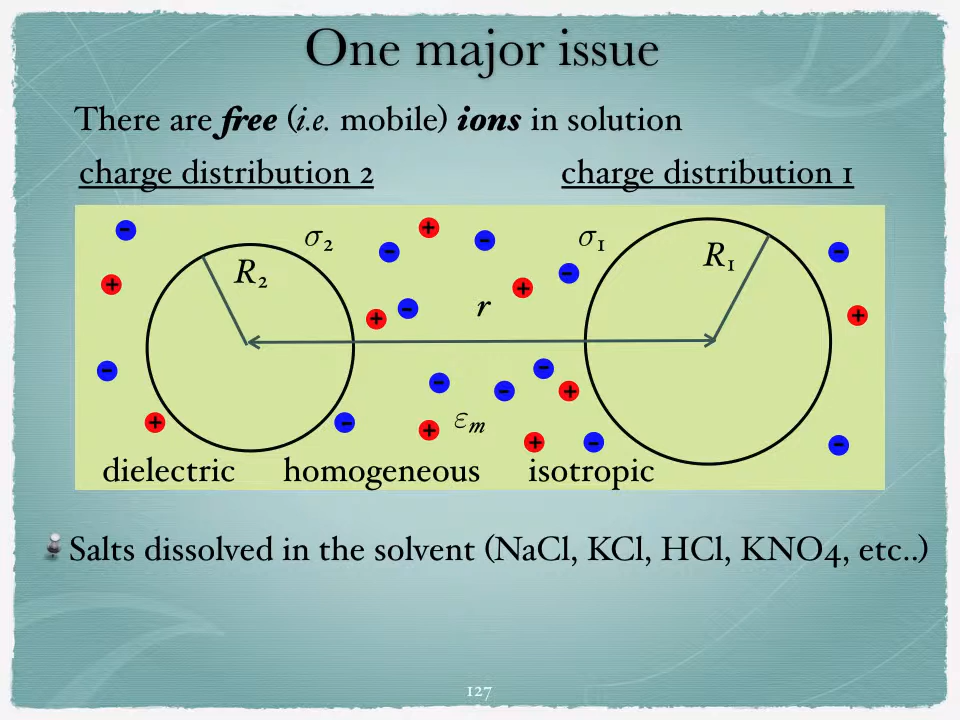 One major issue
There are free (i.e. mobile) ions in solution
charge distribution 2 charge distribution 1
σ2 σ1
R2 R1
r
εm
dielectric homogeneous isotropic
Salts dissolved in the solvent (NaCl, KCl, HCl, KNO4, etc..)
127